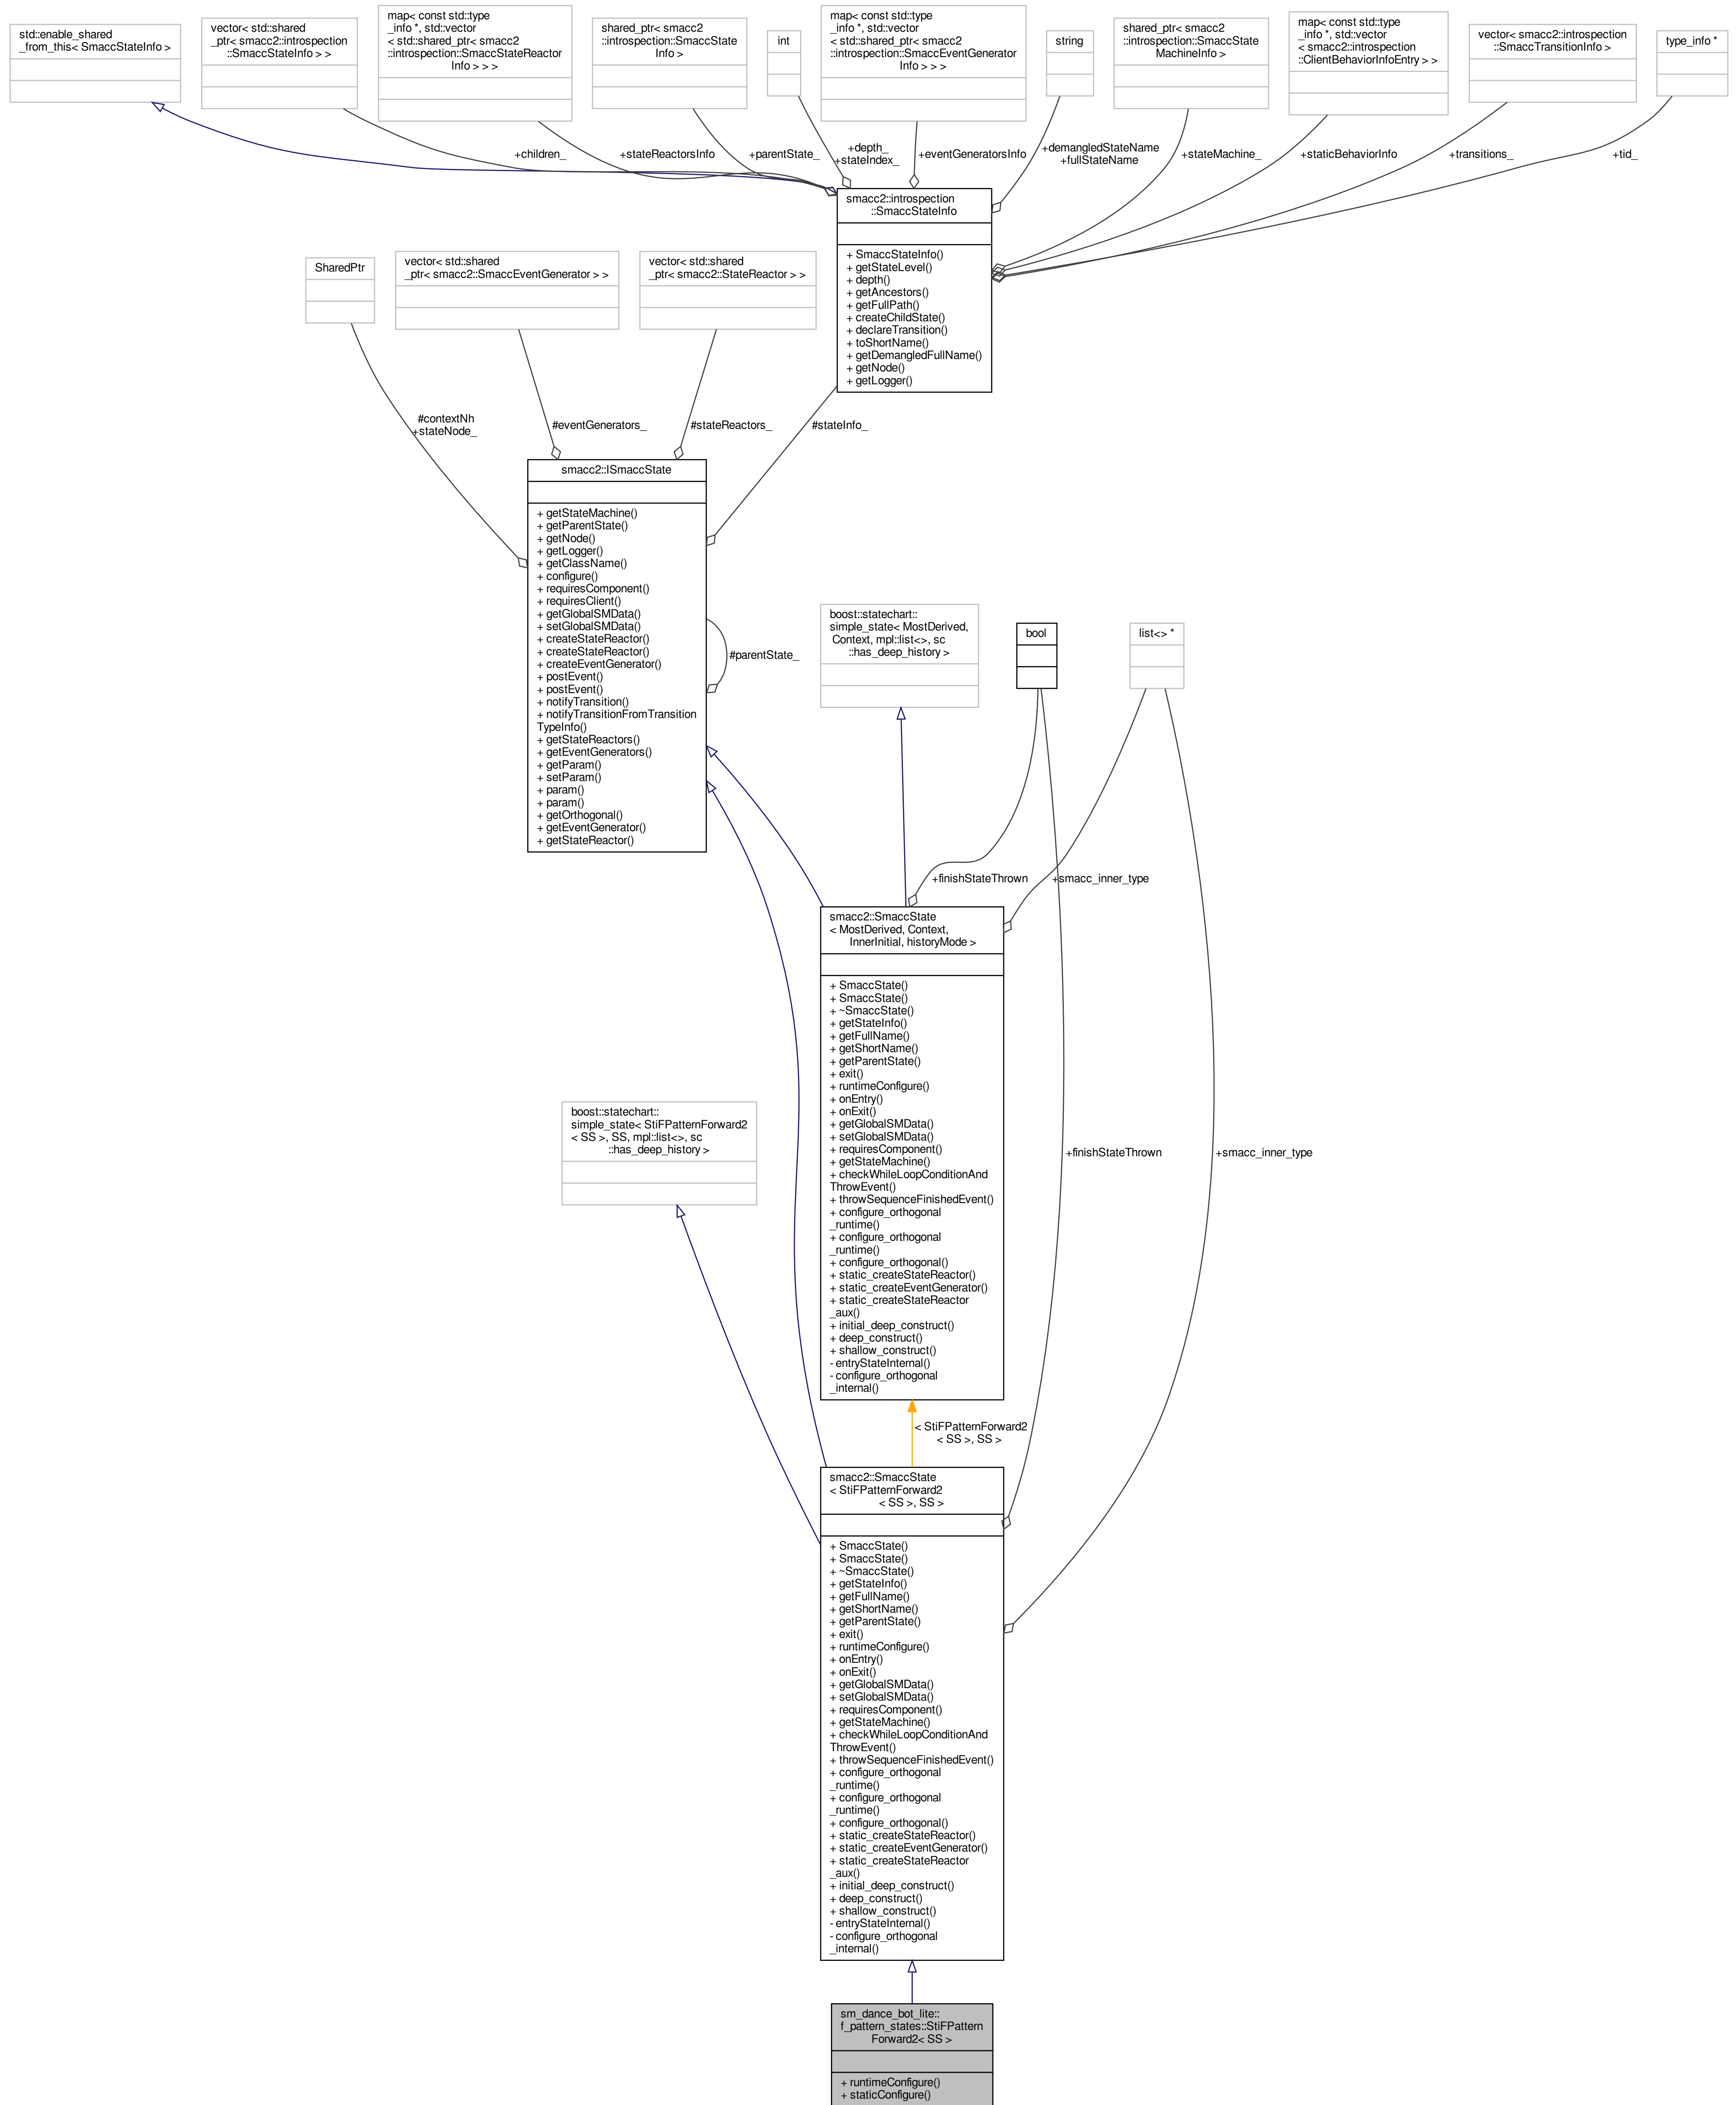 std::enable_shared
_from_this< SmaccStateInfo >
vector< std::shared
_ptr< smacc2::introspection
::SmaccStateInfo > >
map< const std::type
_info *, std::vector
< std::shared_ptr< smacc2
::introspection::SmaccStateReactor
Info > > >
shared_ptr< smacc2
::introspection::SmaccState
Info >
int
map< const std::type
_info *, std::vector
< std::shared_ptr< smacc2
::introspection::SmaccEventGenerator
Info > > >
string
shared_ptr< smacc2
::introspection::SmaccState
MachineInfo >
map< const std::type
_info *, std::vector
< smacc2::introspection
::ClientBehaviorInfoEntry > >
vector< smacc2::introspection
::SmaccTransitionInfo >
type_info *
+children_
+stateReactorsInfo
+parentState_
+depth_
+stateIndex_
+eventGeneratorsInfo
+demangledStateName
+fullStateName
+stateMachine_
+staticBehaviorInfo
+transitions_
+tid_
smacc2::introspection
::SmaccStateInfo
+ SmaccStateInfo()
+ getStateLevel()
+ depth()
+ getAncestors()
+ getFullPath()
+ createChildState()
+ declareTransition()
+ toShortName()
+ getDemangledFullName()
+ getNode()
+ getLogger()
SharedPtr
vector< std::shared
_ptr< smacc2::SmaccEventGenerator > >
vector< std::shared
_ptr< smacc2::StateReactor > >
#contextNh
+stateNode_
#eventGenerators_
#stateReactors_
#stateInfo_
smacc2::ISmaccState
+ getStateMachine()
+ getParentState()
+ getNode()
+ getLogger()
+ getClassName()
+ configure()
+ requiresComponent()
+ requiresClient()
+ getGlobalSMData()
+ setGlobalSMData()
+ createStateReactor()
+ createStateReactor()
+ createEventGenerator()
+ postEvent()
+ postEvent()
+ notifyTransition()
+ notifyTransitionFromTransition
TypeInfo()
+ getStateReactors()
+ getEventGenerators()
+ getParam()
+ setParam()
+ param()
+ param()
+ getOrthogonal()
+ getEventGenerator()
+ getStateReactor()
#parentState_
boost::statechart::
simple_state< MostDerived,
Context, mpl::list<>, sc
::has_deep_history >
bool
list<> *
+finishStateThrown
+smacc_inner_type
smacc2::SmaccState
< MostDerived, Context,
InnerInitial, historyMode >
+ SmaccState()
+ SmaccState()
+ ~SmaccState()
+ getStateInfo()
+ getFullName()
+ getShortName()
+ getParentState()
+ exit()
+ runtimeConfigure()
+ onEntry()
+ onExit()
+ getGlobalSMData()
+ setGlobalSMData()
+ requiresComponent()
+ getStateMachine()
+ checkWhileLoopConditionAnd
ThrowEvent()
+ throwSequenceFinishedEvent()
+ configure_orthogonal
_runtime()
+ configure_orthogonal
_runtime()
+ configure_orthogonal()
+ static_createStateReactor()
+ static_createEventGenerator()
+ static_createStateReactor
_aux()
+ initial_deep_construct()
+ deep_construct()
+ shallow_construct()
- entryStateInternal()
- configure_orthogonal
_internal()
boost::statechart::
simple_state< StiFPatternForward2
< SS >, SS, mpl::list<>, sc
::has_deep_history >
+finishStateThrown
+smacc_inner_type
< StiFPatternForward2
< SS >, SS >
smacc2::SmaccState
< StiFPatternForward2
< SS >, SS >
+ SmaccState()
+ SmaccState()
+ ~SmaccState()
+ getStateInfo()
+ getFullName()
+ getShortName()
+ getParentState()
+ exit()
+ runtimeConfigure()
+ onEntry()
+ onExit()
+ getGlobalSMData()
+ setGlobalSMData()
+ requiresComponent()
+ getStateMachine()
+ checkWhileLoopConditionAnd
ThrowEvent()
+ throwSequenceFinishedEvent()
+ configure_orthogonal
_runtime()
+ configure_orthogonal
_runtime()
+ configure_orthogonal()
+ static_createStateReactor()
+ static_createEventGenerator()
+ static_createStateReactor
_aux()
+ initial_deep_construct()
+ deep_construct()
+ shallow_construct()
- entryStateInternal()
- configure_orthogonal
_internal()
sm_dance_bot_lite::
f_pattern_states::StiFPattern
Forward2< SS >
+ runtimeConfigure()
+ staticConfigure()